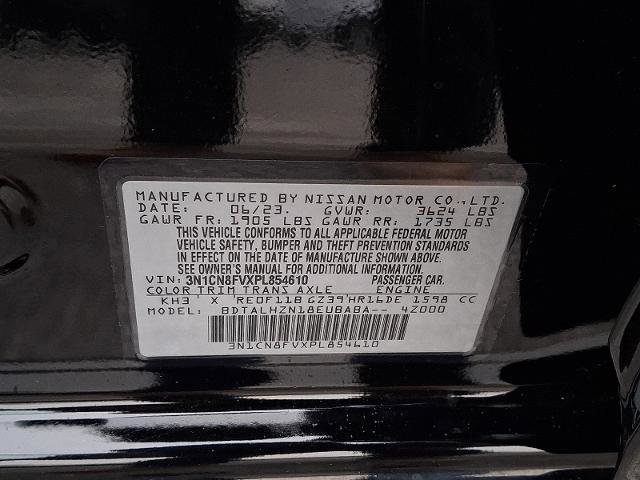 MANUFACTURED BY NISSAN MOTOR CO., LTD.
DATE: 06/23. GVWR: 3624 LBS
GAWR FR: 1905 LBS GAWR RR: 1735 LBS
THIS VEHICLE CONFORMS TO ALL APPLICABLE FEDERAL MOTOR
VEHICLE SAFETY, BUMPER AND THEFT PREVENTION STANDARDS
IN EFFECT ON THE DATE OF MANUFACTURE SHOWN ABOVE.
SEE OWNER'S MANUAL FOR ADDITIONAL INFORMATION.
VIN: 3N1CN8FVXPL854610 PASSENGER CAR.
COLOR TRIM TRANS AXLE ENGINE
KH3 X RE0F11B GZ39 HR16DE 1598 CC
MODEL: BDTALHZN18EUBABA-- 4Z000
3N1CN8FVXPL854610